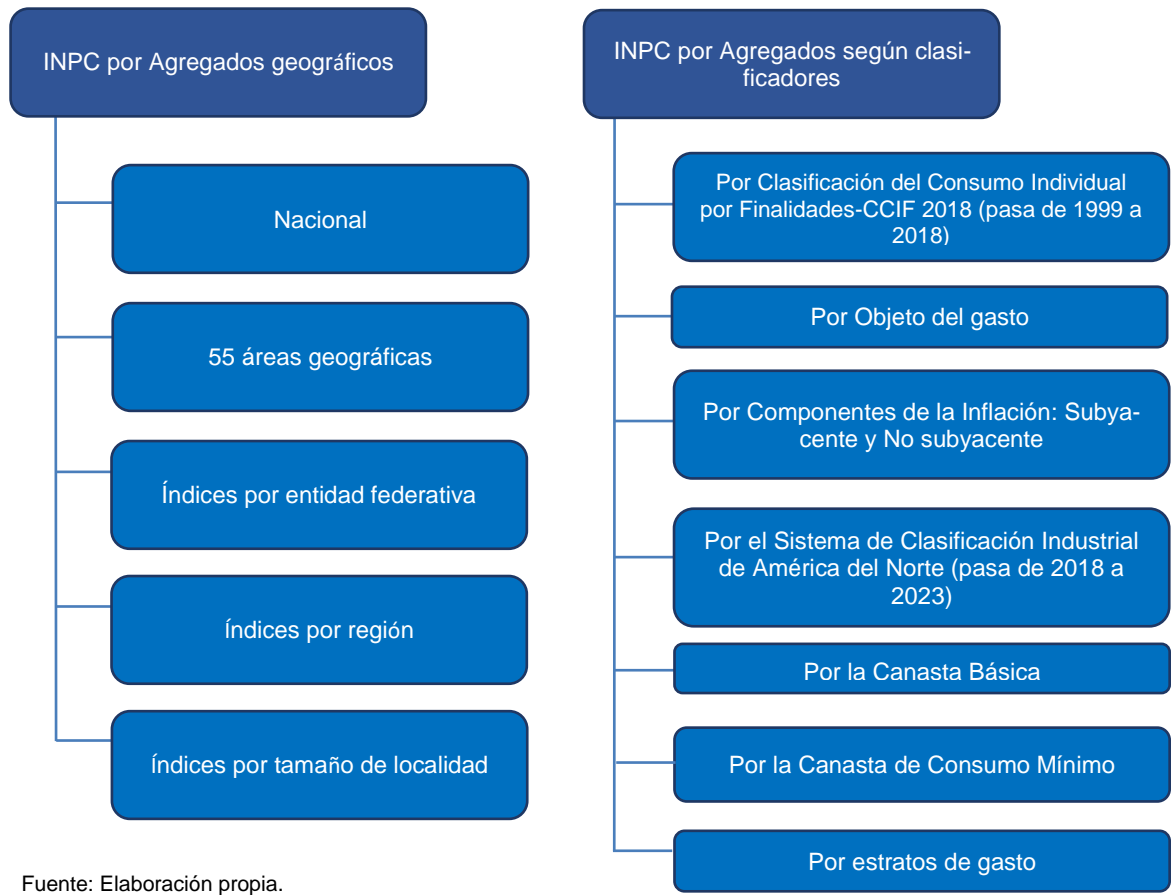 INPC por Agregados geográficos
Nacional
55 áreas geográficas
Índices por entidad federativa
Índices por región
Índices por tamaño de localidad
INPC por Agregados según clasi-
ficadores
Por Clasificación del Consumo Individual
por Finalidades-CCIF 2018 (pasa de 1999 a
2018)
Por Objeto del gasto
Por Componentes de la Inflación: Subya-
cente y No subyacente
Por el Sistema de Clasificación Industrial
de América del Norte (pasa de 2018 a
2023)
Por la Canasta Básica
Por la Canasta de Consumo Mínimo
Por estratos de gasto
Fuente: Elaboración propia.